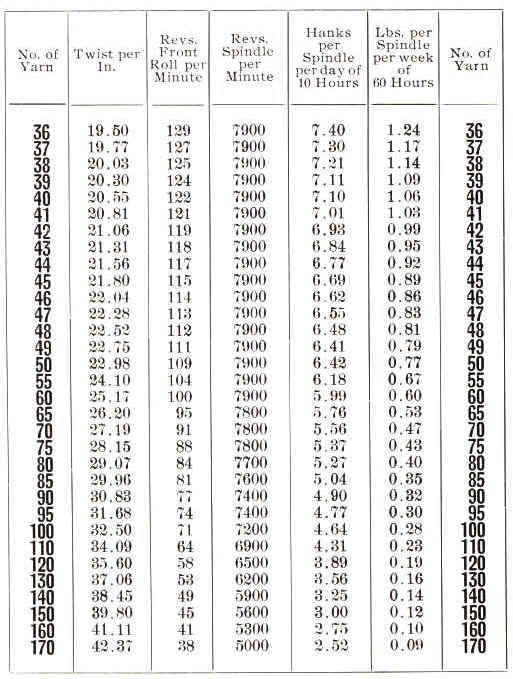 No. of Yarn Twist per In. Revs. Front Roll per Minute Revs. Spindle per Minute Hanks per Spindle per day of 10 Hours Lbs. per Spindle per week of 60 Hours No. of Yarn
36 19.50 129 7900 7.40 1.24 36
37 19.77 127 7900 7.30 1.17 37
38 20.03 125 7900 7.21 1.14 38
39 20.30 124 7900 7.11 1.09 39
40 20.55 122 7900 7.10 1.06 40
41 20.81 121 7900 7.01 1.03 41
42 21.06 119 7900 6.93 0.99 42
43 21.31 118 7900 6.84 0.95 43
44 21.56 117 7900 6.77 0.92 44
45 21.80 115 7900 6.69 0.89 45
46 22.04 114 7900 6.62 0.86 46
47 22.28 113 7900 6.55 0.83 47
48 22.52 112 7900 6.48 0.81 48
49 22.75 111 7900 6.41 0.79 49
50 22.98 109 7900 6.42 0.77 50
55 24.10 104 7900 6.18 0.67 55
60 25.17 100 7900 5.99 0.60 60
65 26.20 95 7800 5.76 0.53 65
70 27.19 91 7800 5.56 0.47 70
75 28.15 88 7800 5.37 0.43 75
80 29.07 84 7700 5.27 0.40 80
85 29.96 81 7600 5.04 0.35 85
90 30.83 77 7400 4.90 0.32 90
95 31.68 74 7400 4.77 0.30 95
100 32.50 71 7200 4.64 0.28 100
110 34.09 64 6900 4.31 0.23 110
120 35.60 58 6500 3.89 0.19 120
130 37.06 53 6200 3.56 0.16 130
140 38.45 49 5900 3.25 0.14 140
150 39.80 45 5600 3.00 0.12 150
160 41.11 41 5300 2.75 0.10 160
170 42.37 38 5000 2.52 0.09 170